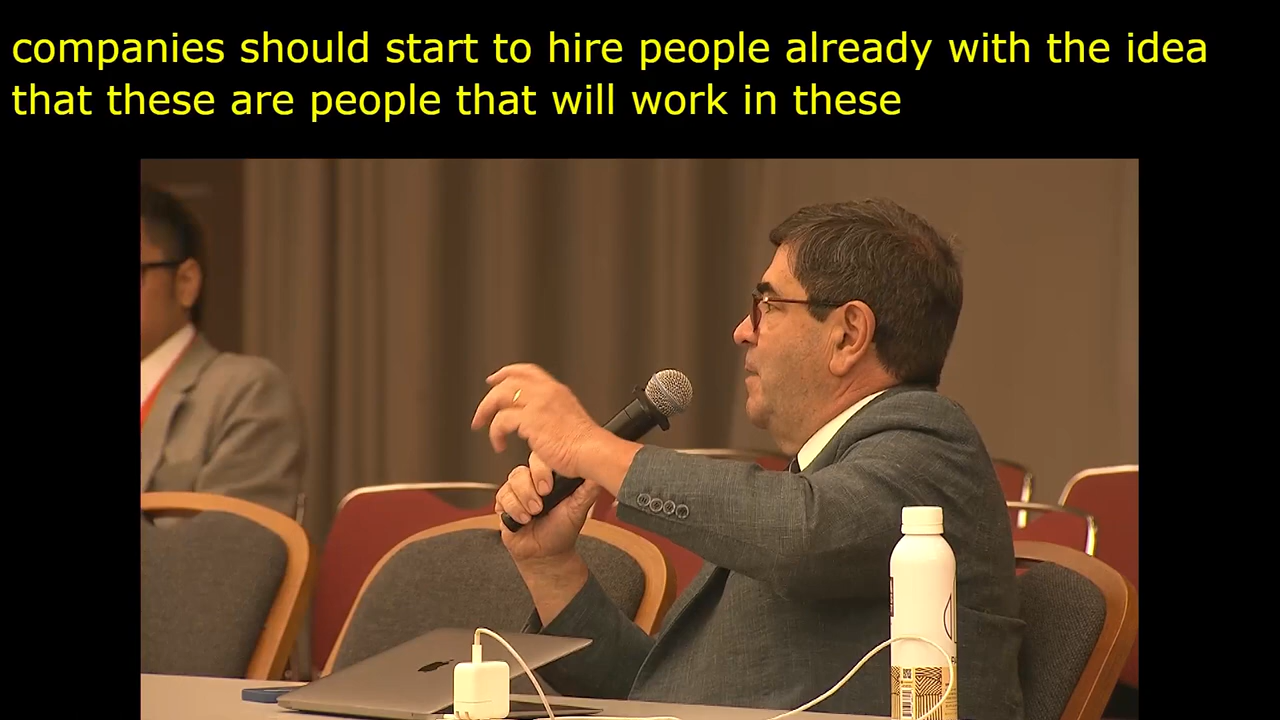 companies should start to hire people already with the idea
that these are people that will work in these